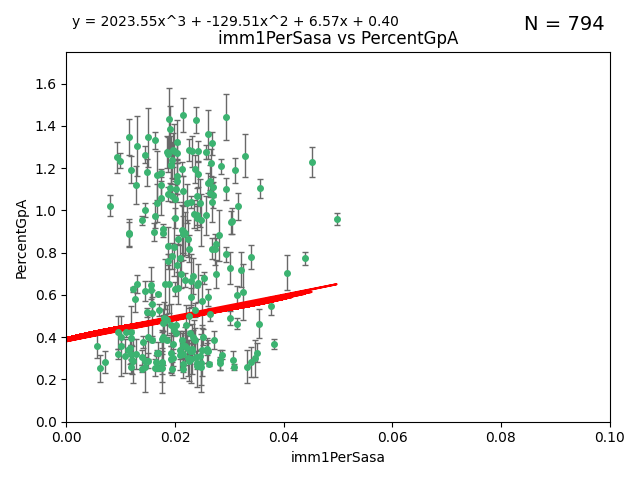 y = 2023.55x^3 + -129.51x^2 + 6.57x + 0.40
N = 794
imm1PerSasa vs PercentGpA
1.6
1.4
1.2
1.0
0.8
0.6
0.4
0.2
0.0
PercentGpA
0.00 0.02 0.04 0.06 0.08 0.10
imm1PerSasa